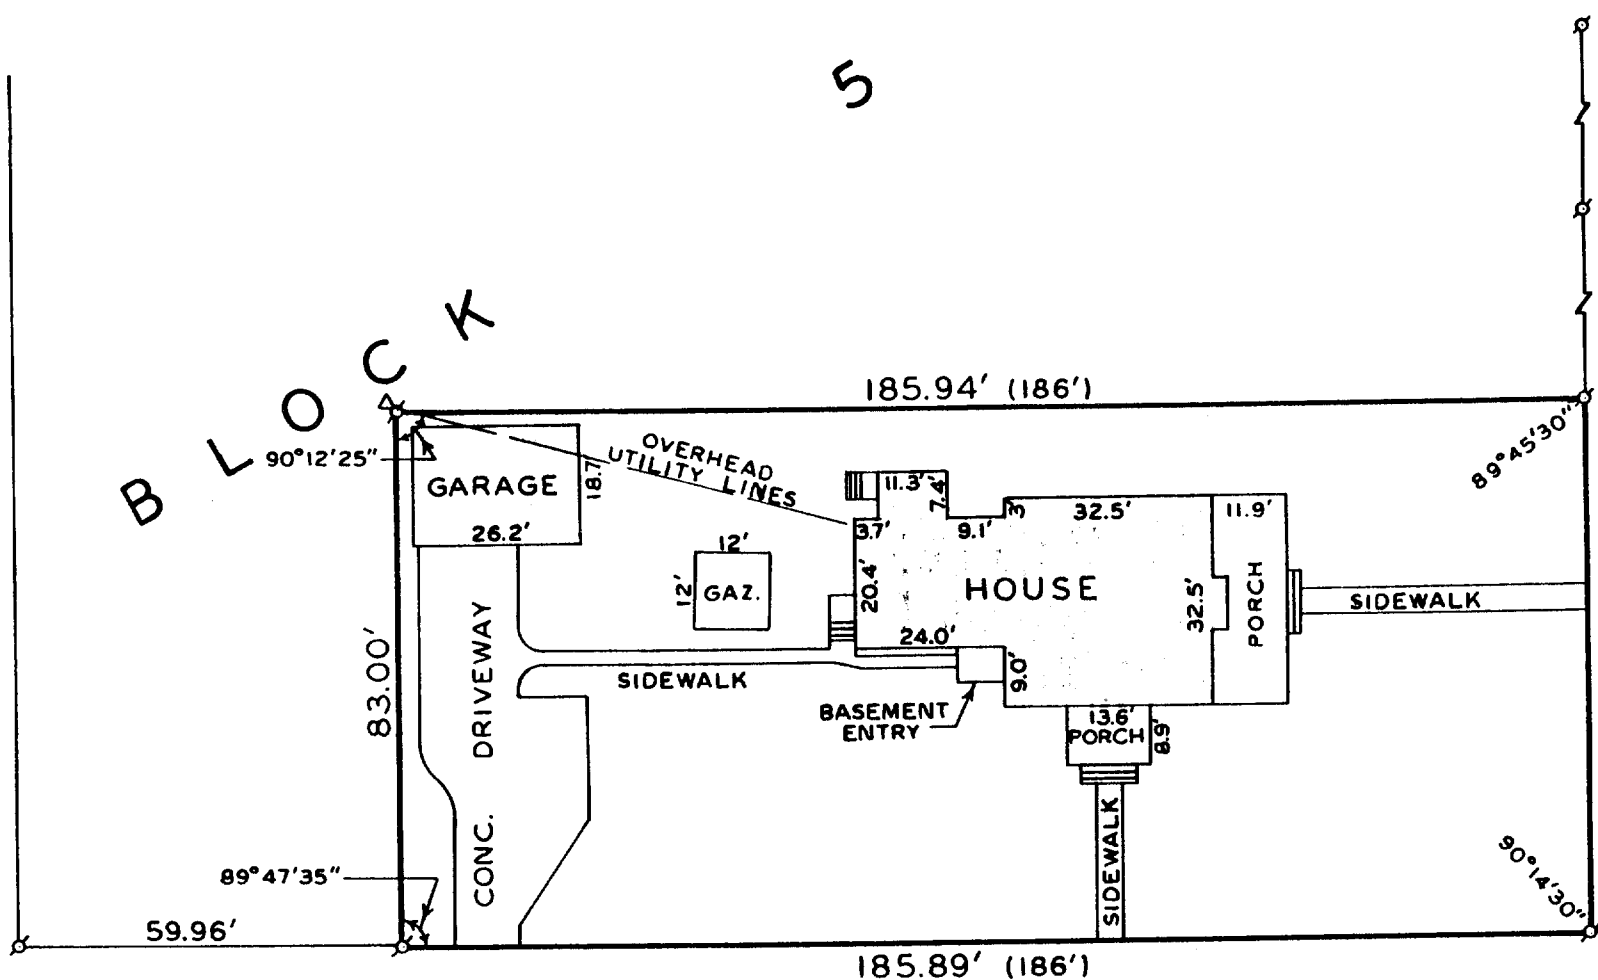 5
BLOCK
185.94' (186')
90°12'25"
89°45'30"
GARAGE
18.7
26.2'
OVERHEAD
UTILITY LINES
11.3'
7.4'
3.7'
9.1'
3'
32.5'
11.9'
12'
12'
GAZ.
20.4'
HOUSE
32.5'
PORCH
SIDEWALK
24.0'
9.0'
83.00'
CONC. DRIVEWAY
SIDEWALK
BASEMENT
ENTRY
13.6'
PORCH
8.9'
SIDEWALK
89°47'35"
90°14'30"
59.96'
185.89' (186')